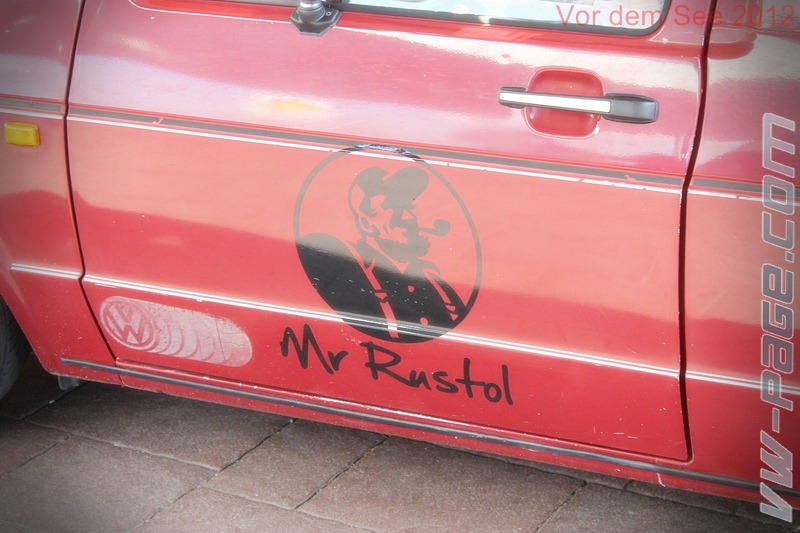 Vor dem See 2012
Mr Rustol
VW
vw-page.com